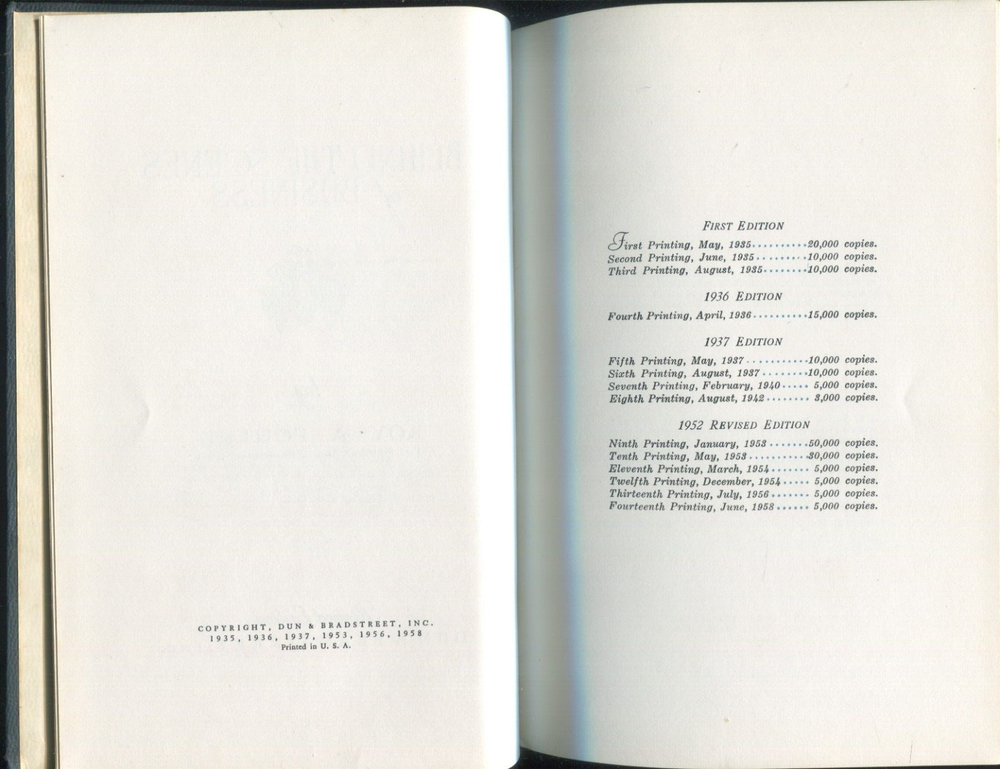 COPYRIGHT, DUN & BRADSTREET, INC.
1935, 1936, 1937, 1953, 1956, 1958
Printed in U. S. A.
FIRST EDITION
First Printing, May, 1935..........20,000 copies.
Second Printing, June, 1935.........10,000 copies.
Third Printing, August, 1935........10,000 copies.
1936 EDITION
Fourth Printing, April, 1936..........15,000 copies.
1937 EDITION
Fifth Printing, May, 1937...........10,000 copies.
Sixth Printing, August, 1937........10,000 copies.
Seventh Printing, February, 1940..... 5,000 copies.
Eighth Printing, August, 1942........ 3,000 copies.
1952 REVISED EDITION
Ninth Printing, January, 1953.......50,000 copies.
Tenth Printing, May, 1953..........30,000 copies.
Eleventh Printing, March, 1954....... 5,000 copies.
Twelfth Printing, December, 1954..... 5,000 copies.
Thirteenth Printing, July, 1956....... 5,000 copies.
Fourteenth Printing, June, 1958...... 5,000 copies.